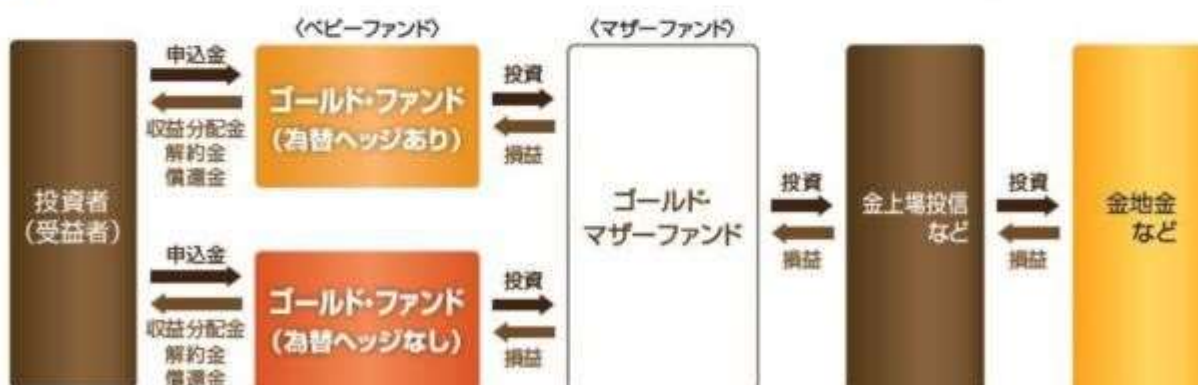 〈ベビーファンド〉
〈マザーファンド〉
投資者
(受益者)
申込金
収益分配金
解約金
償還金
ゴールド・ファンド
(為替ヘッジあり)
投資
損益
申込金
収益分配金
解約金
償還金
ゴールド・ファンド
(為替ヘッジなし)
投資
損益
ゴールド・
マザーファンド
投資
損益
金上場投信
など
投資
損益
金地金
など